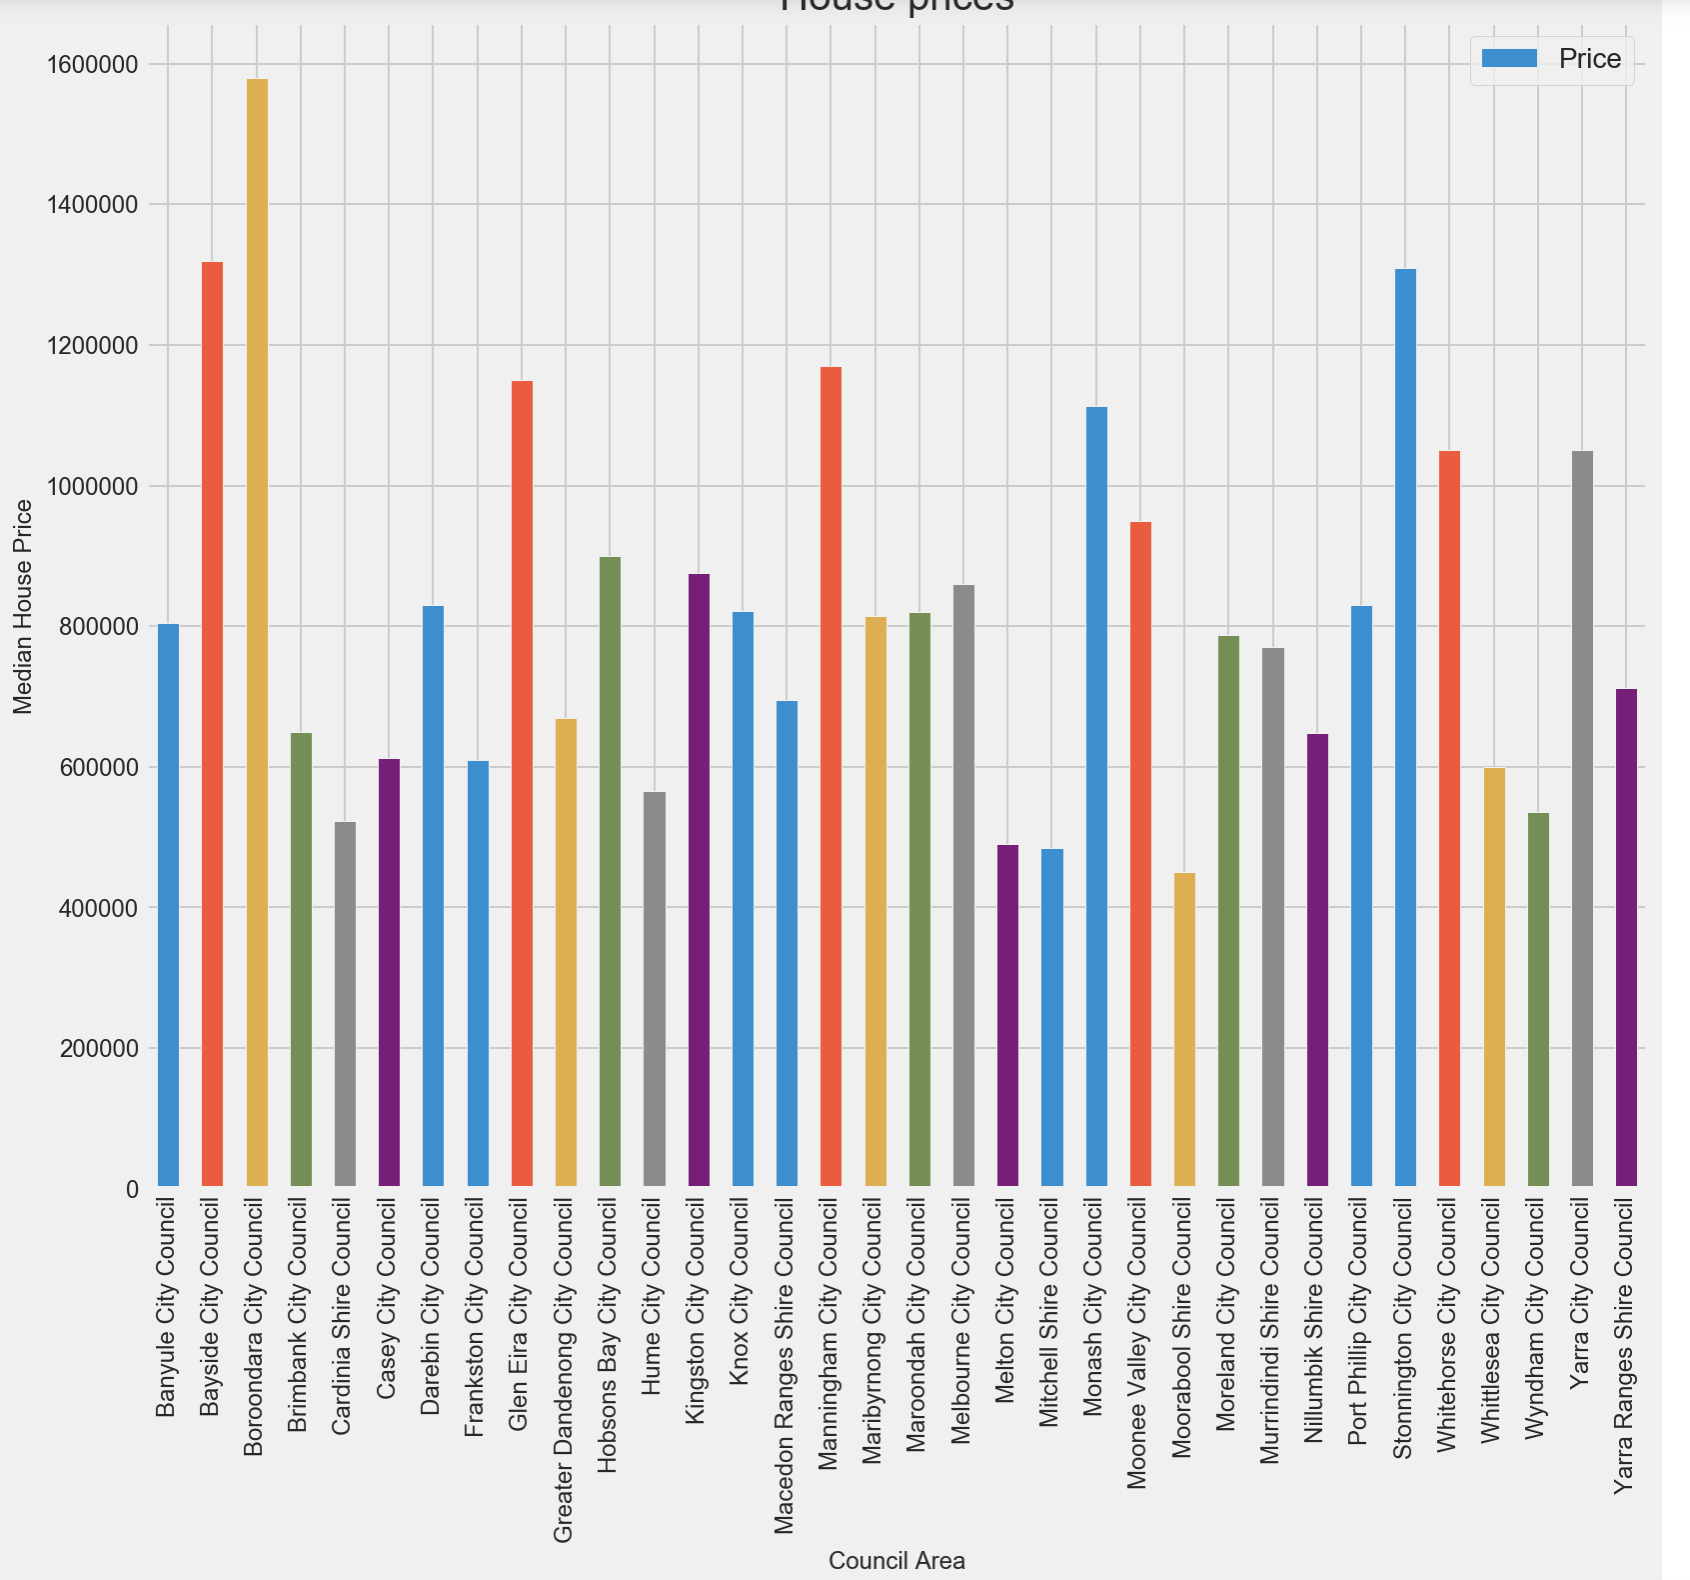 House prices
Price
1600000
1400000
1200000
1000000
800000
600000
400000
200000
0
Median House Price
Banyule City Council
Bayside City Council
Boroondara City Council
Brimbank City Council
Cardinia Shire Council
Casey City Council
Darebin City Council
Frankston City Council
Glen Eira City Council
Greater Dandenong City Council
Hobsons Bay City Council
Hume City Council
Kingston City Council
Knox City Council
Macedon Ranges Shire Council
Manningham City Council
Maribyrnong City Council
Maroondah City Council
Melbourne City Council
Melton City Council
Mitchell Shire Council
Monash City Council
Moonee Valley City Council
Moorabool Shire Council
Moreland City Council
Murrindindi Shire Council
Nillumbik Shire Council
Port Phillip City Council
Stonnington City Council
Whitehorse City Council
Whittlesea City Council
Wyndham City Council
Yarra City Council
Yarra Ranges Shire Council
Council Area